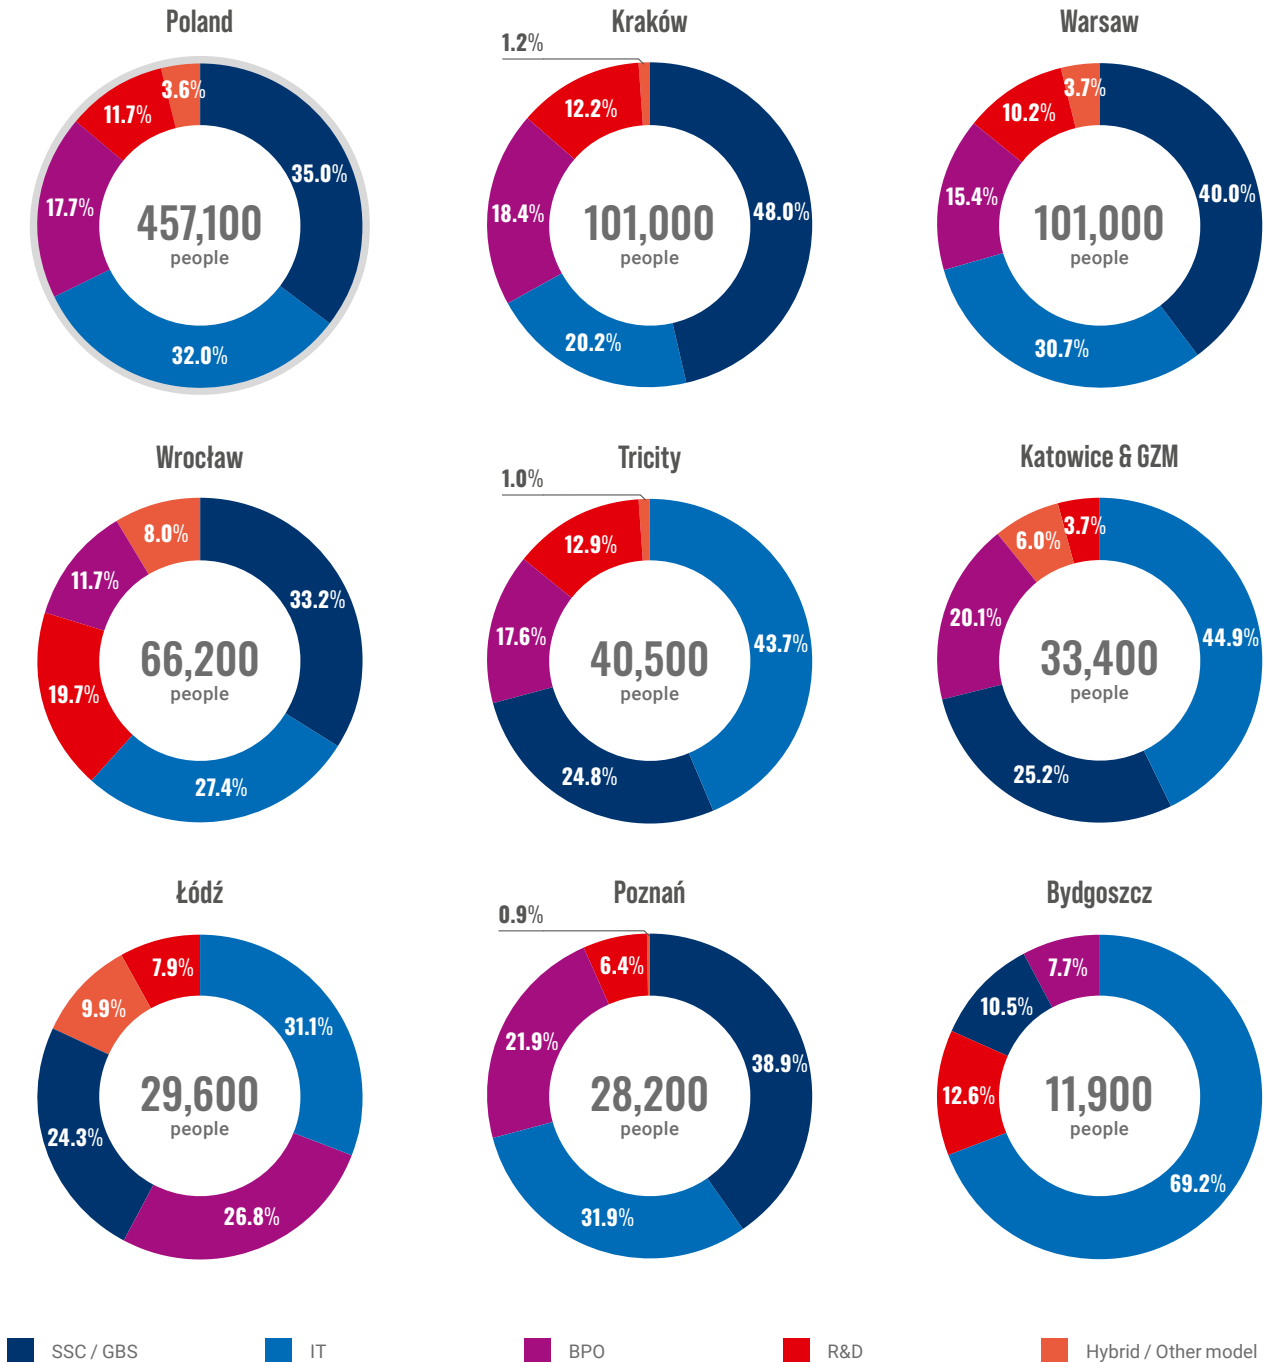 Poland
3.6%
11.7%
35.0%
17.7%
457,100
people
32.0%
Kraków
1.2%
12.2%
18.4%
48.0%
101,000
people
20.2%
Warsaw
3.7%
10.2%
15.4%
40.0%
101,000
people
30.7%
Wrocław
8.0%
11.7%
33.2%
66,200
people
19.7%
27.4%
Tricity
1.0%
12.9%
17.6%
43.7%
40,500
people
24.8%
Katowice & GZM
3.7%
6.0%
20.1%
44.9%
33,400
people
25.2%
Łódź
7.9%
9.9%
31.1%
29,600
people
24.3%
26.8%
Poznań
0.9%
6.4%
21.9%
38.9%
28,200
people
31.9%
Bydgoszcz
7.7%
10.5%
12.6%
11,900
people
69.2%
SSC / GBS
IT
BPO
R&D
Hybrid / Other model